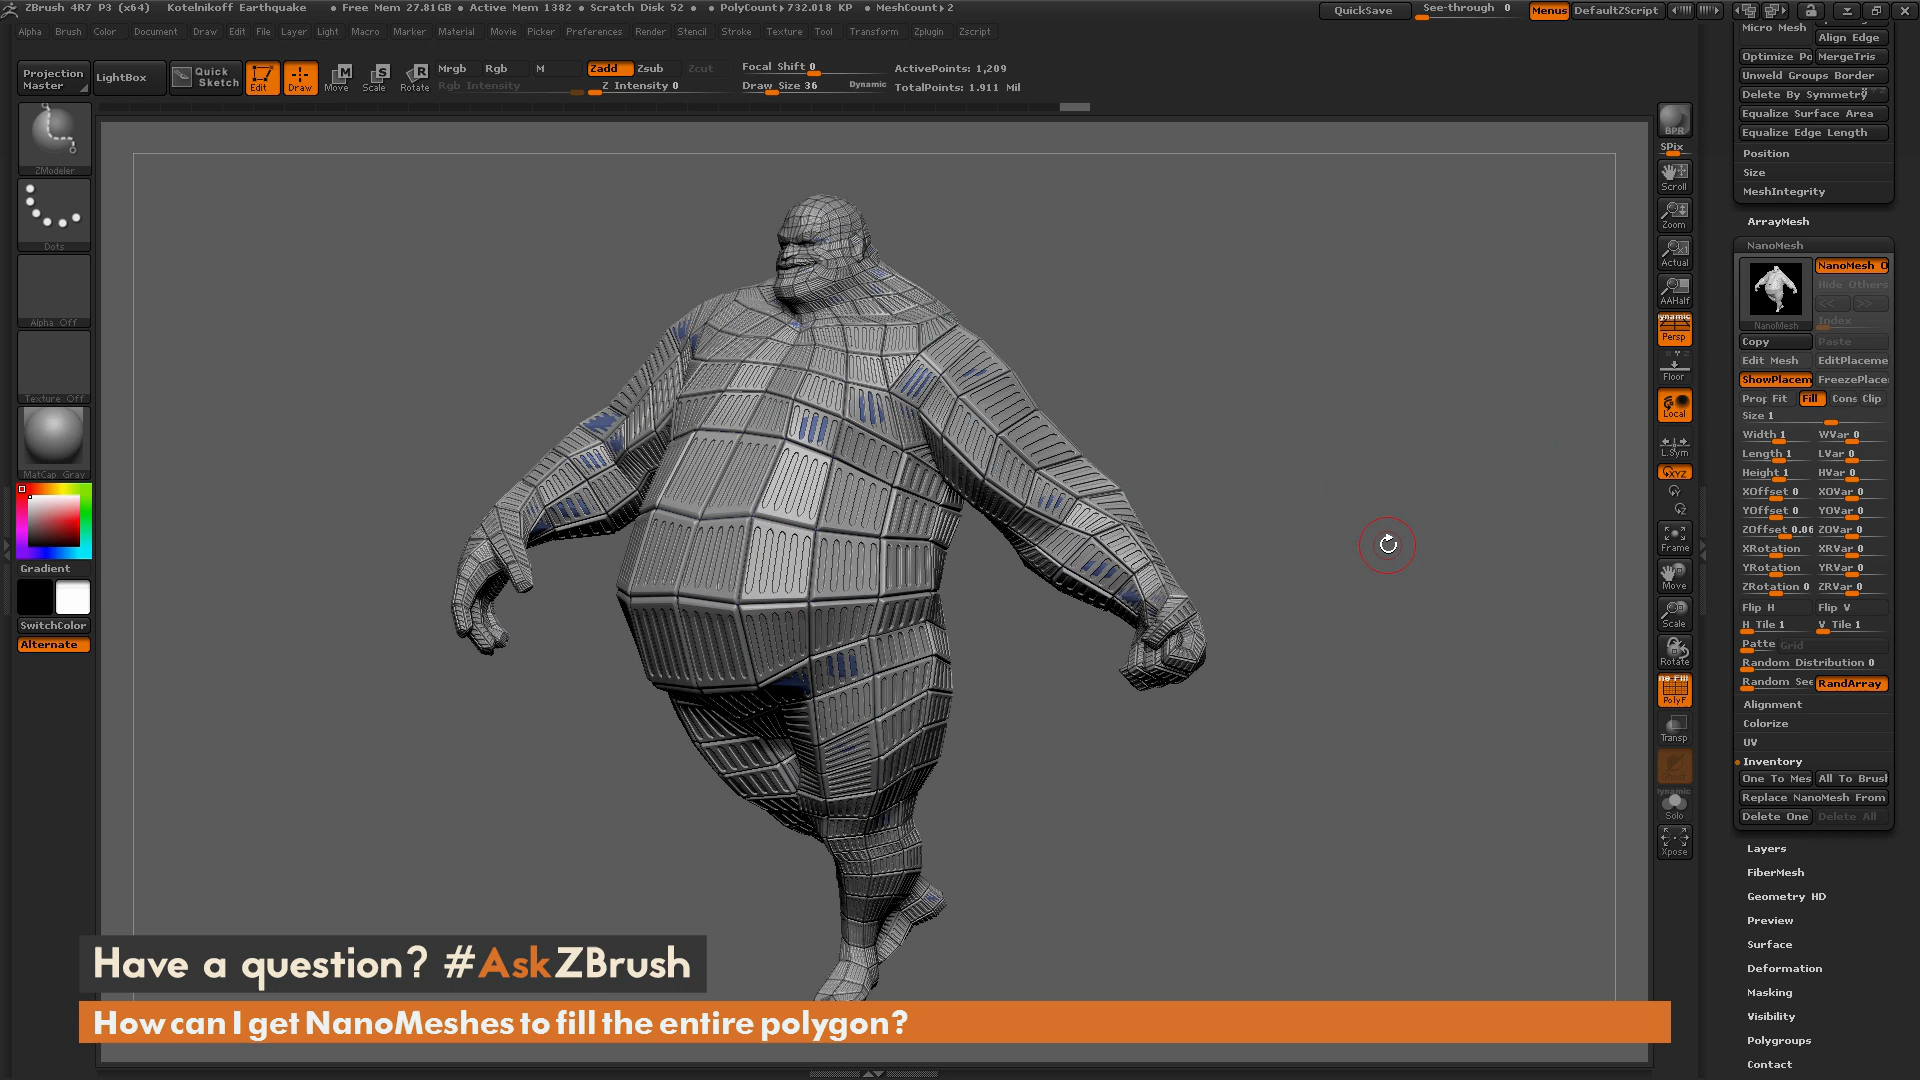 ZBrush 4R7 P3 (x64) Kotelnikoff Earthquake • Free Mem 27.81GB • Active Mem 1382 • Scratch Disk 52 • • PolyCount▸732.018 KP • MeshCount▸2
QuickSave See-through 0 Menus DefaultZScript
Alpha Brush Color Document Draw Edit File Layer Light Macro Marker Material Movie Picker Preferences Render Stencil Stroke Texture Tool Transform Zplugin Zscript
Projection Master
LightBox
Quick Sketch
Edit
Draw
Move
Scale
Rotate
Mrgb Rgb M
Rgb Intensity
Zadd Zsub Zcut
Z Intensity 0
Focal Shift 0
Draw Size 36
Dynamic
ActivePoints: 1,209
TotalPoints: 1.911 Mil
ZModeler
Dots
Alpha Off
Texture Off
MatCap Gray
Gradient
SwitchColor
Alternate
BPR
SPix
Scroll
Zoom
Actual
AAHalf
ynamic
Persp
Floor
Local
L.Sym
XYZ
Frame
Move
Scale
Rotate
ne Fill
PolyF
Transp
Ghost
ynamic
Solo
Xpose
Micro Mesh Align Edge
Optimize Po MergeTris
Unweld Groups Border
Delete By Symmetry
Equalize Surface Area
Equalize Edge Length
Position
Size
MeshIntegrity
ArrayMesh
NanoMesh
NanoMesh O
Hide Others
<< >>
Index
NanoMesh
Copy Paste
Edit Mesh EditPlaceme
ShowPlacem FreezePlace
Prop Fit Fill Cons Clip
Size 1
Width 1 WVar 0
Length 1 LVar 0
Height 1 HVar 0
XOffset 0 XOVar 0
YOffset 0 YOVar 0
ZOffset 0.06 ZOVar 0
XRotation XRVar 0
YRotation YRVar 0
ZRotation 0 ZRVar 0
Flip H Flip V
H Tile 1 V Tile 1
Patte Grid
Random Distribution 0
Random See RandArray
Alignment
Colorize
UV
Inventory
One To Mes All To Brush
Replace NanoMesh From
Delete One Delete All
Layers
FiberMesh
Geometry HD
Preview
Surface
Deformation
Masking
Visibility
Polygroups
Contact
Have a question? #AskZBrush
How can I get NanoMeshes to fill the entire polygon?